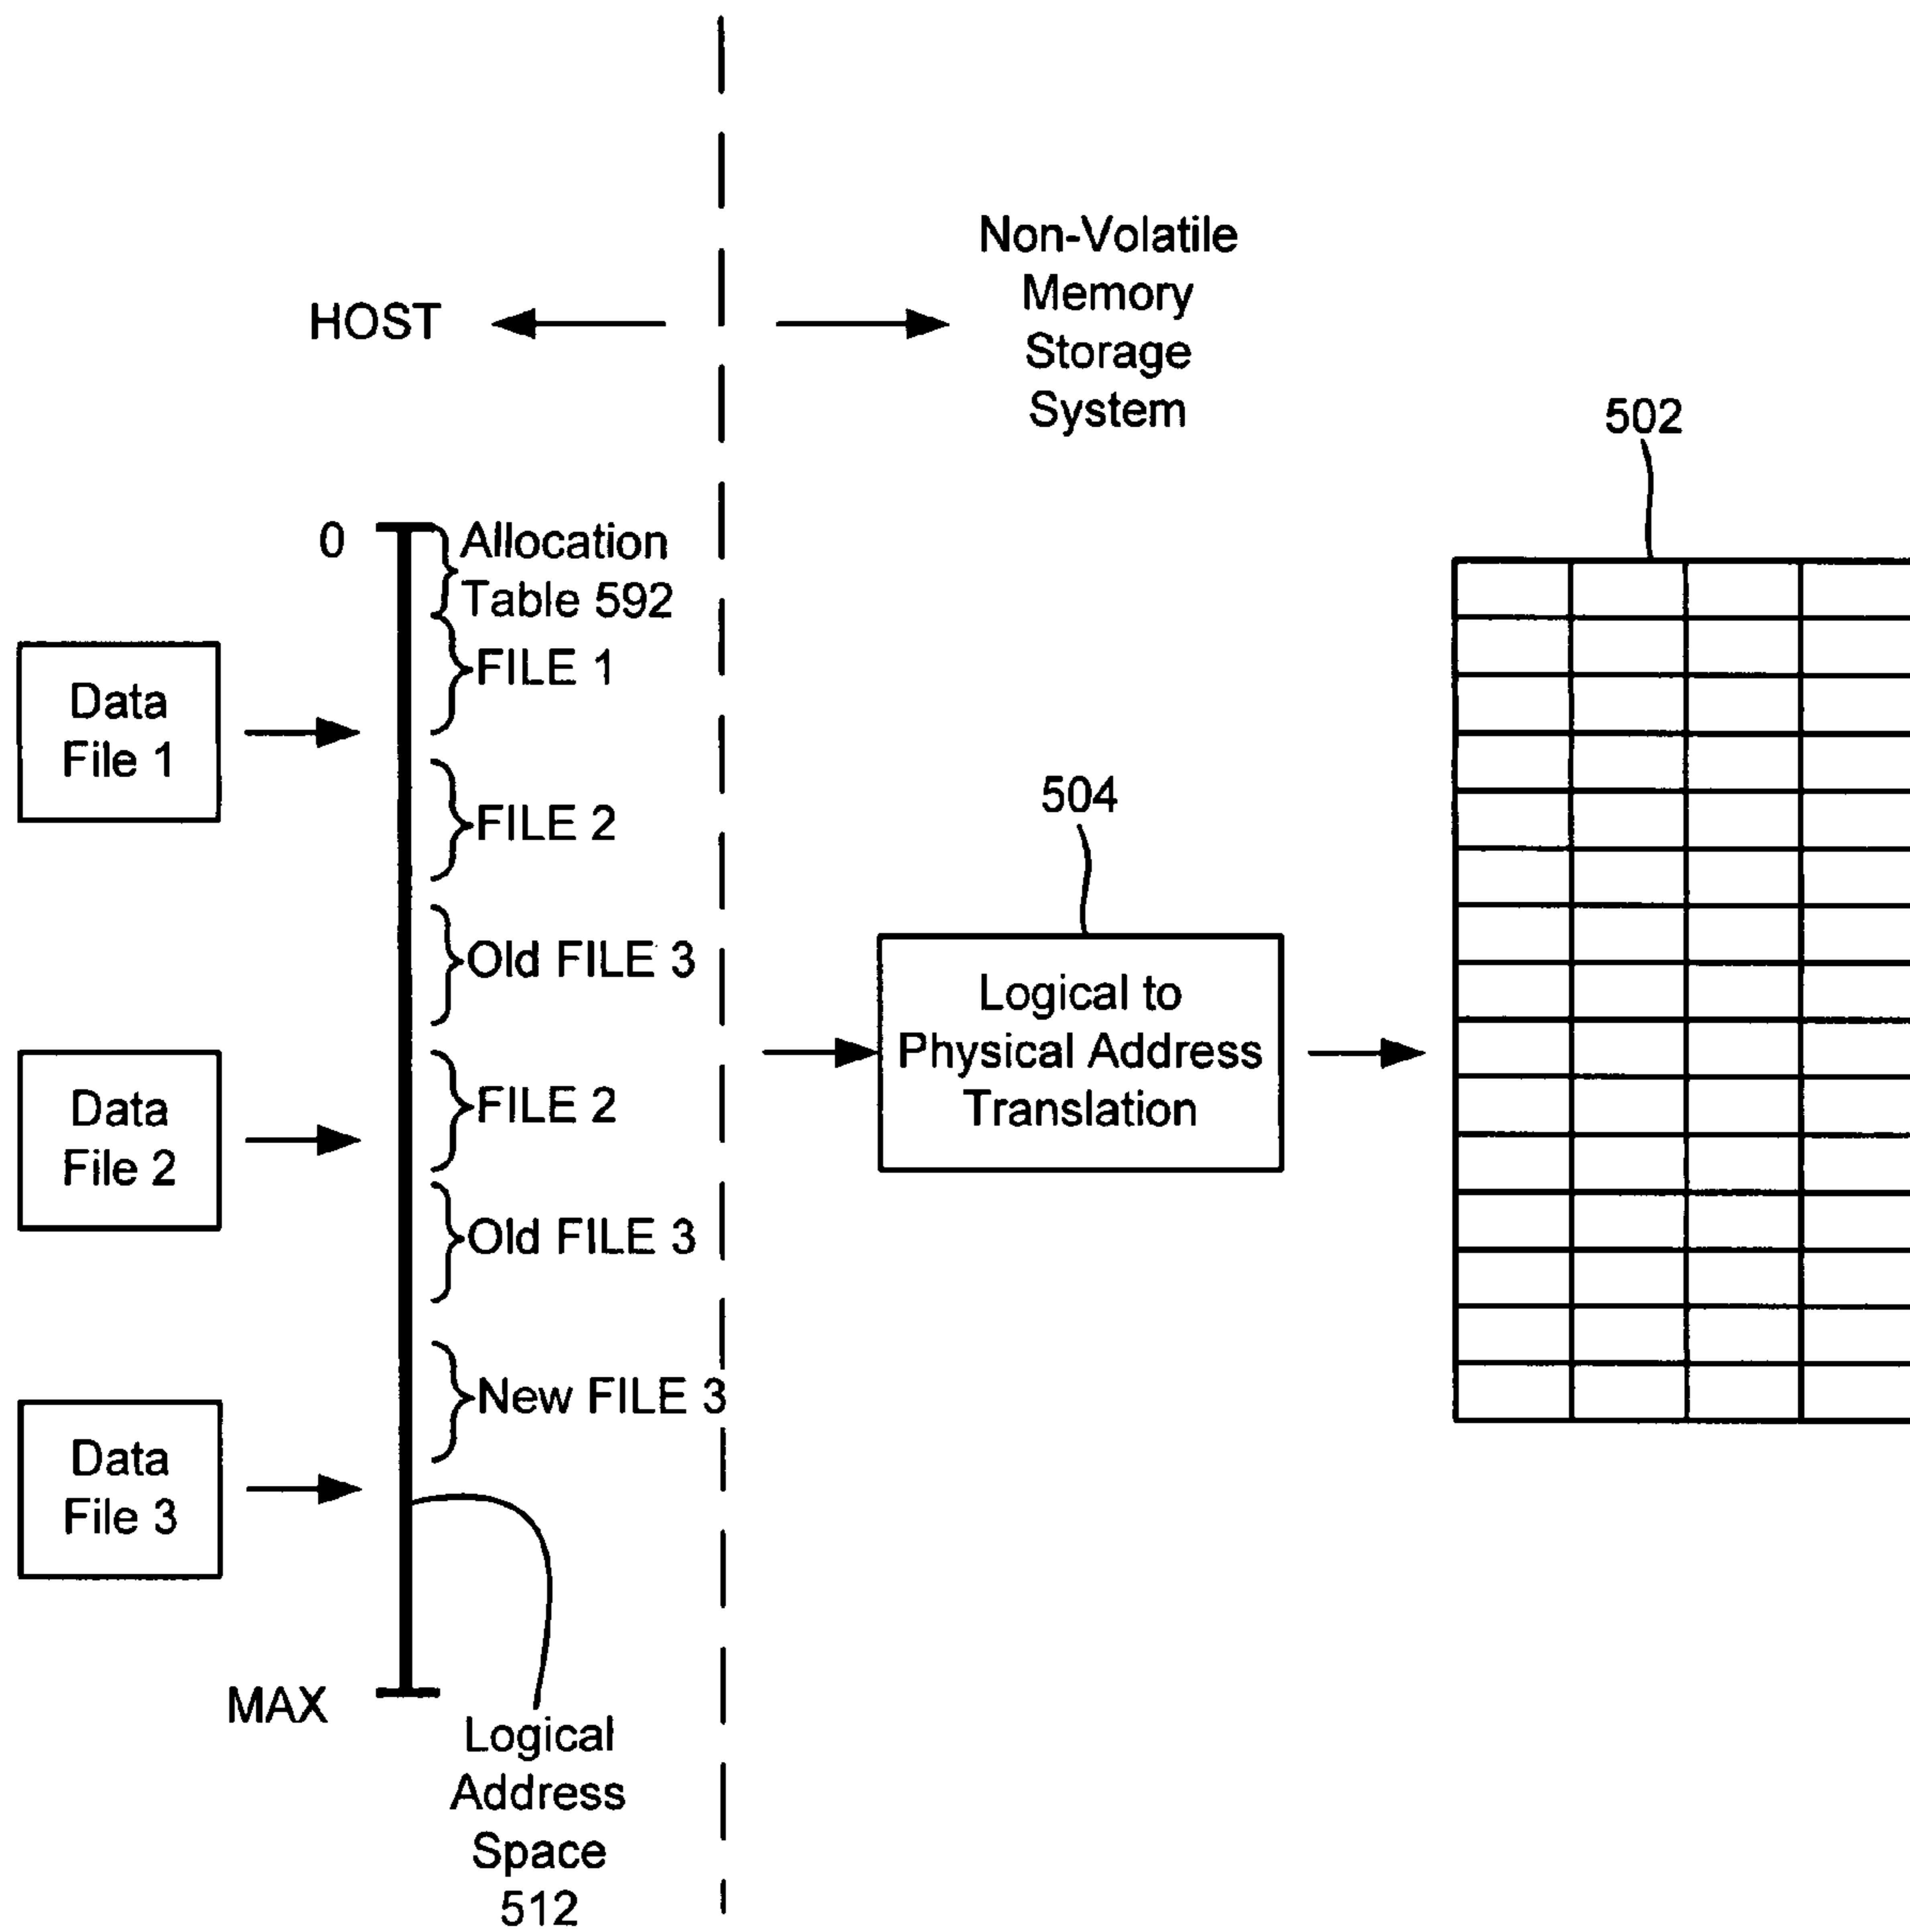 HOST
Non-Volatile
Memory
Storage
System
502
0
Allocation
Table 592
FILE 1
Data
File 1
FILE 2
504
Old FILE 3
Logical to
Physical Address
Translation
Data
File 2
FILE 2
Old FILE 3
New FILE 3
Data
File 3
MAX
Logical
Address
Space
512